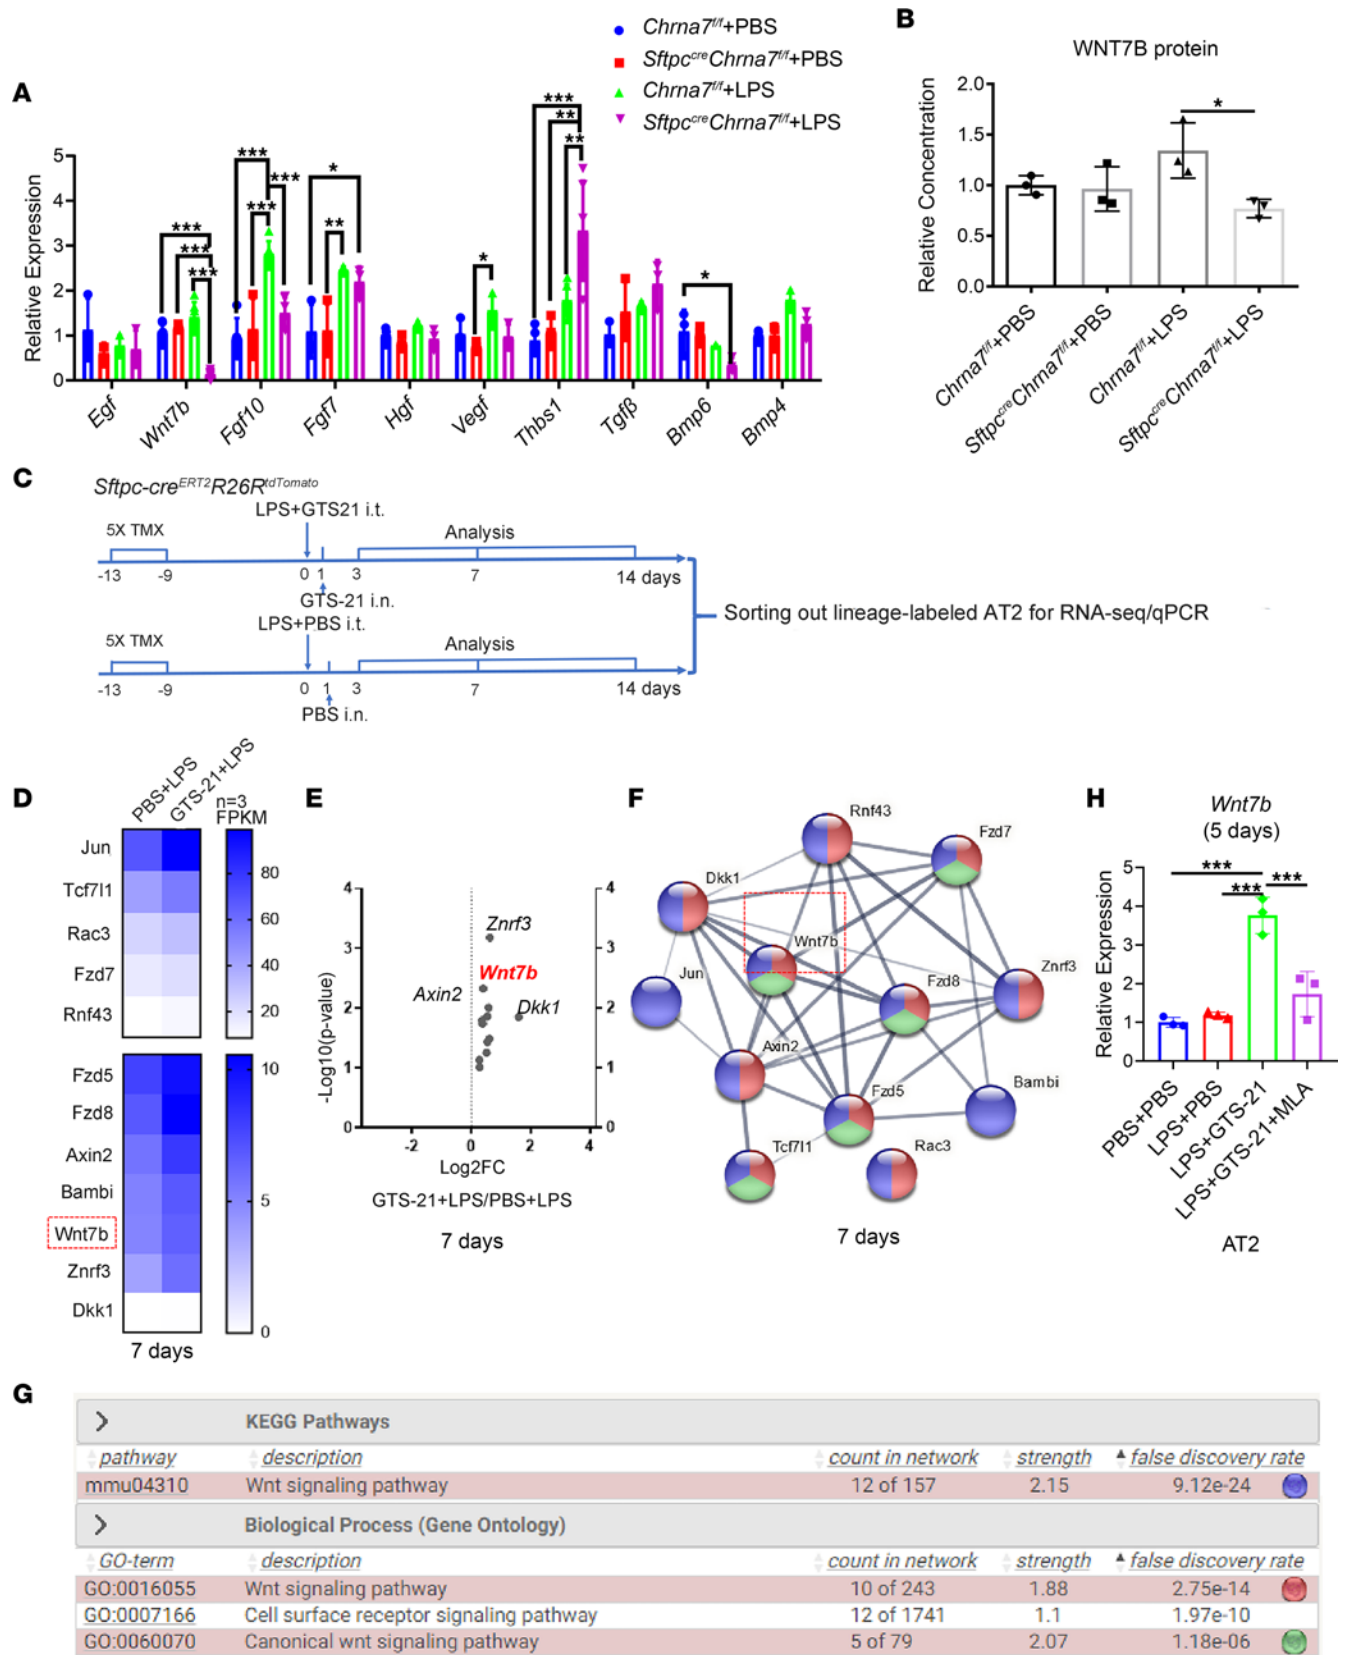 Chrna7f/f+PBS
SftpccreChrna7f/f+PBS
Chrna7f/f+LPS
SftpccreChrna7f/f+LPS
A
*** ** **
*** *** ***
*** *** ***
* **
*
*
Relative Expression
5
4
3
2
1
0
Egf Wnt7b Fgf10 Fgf7 Hgf Vegf Thbs1 Tgfβ Bmp6 Bmp4
B
WNT7B protein
*
Relative Concentration
2.0
1.5
1.0
0.5
0.0
Chrna7f/f+PBS
SftpccreChrna7f/f+PBS
Chrna7f/f+LPS
SftpccreChrna7f/f+LPS
C
Sftpc-creERT2R26RtdTomato
LPS+GTS21 i.t.
5X TMX
Analysis
-13 -9 0 1 3 7 14 days
GTS-21 i.n.
LPS+PBS i.t.
5X TMX
Analysis
-13 -9 0 1 3 7 14 days
PBS i.n.
Sorting out lineage-labeled AT2 for RNA-seq/qPCR
D
PBS+LPS
GTS-21+LPS
n=3
FPKM
Jun
Tcf7l1
Rac3
Fzd7
Rnf43
80
60
40
20
Fzd5
Fzd8
Axin2
Bambi
Wnt7b
Znrf3
Dkk1
10
5
0
7 days
E
-Log10(p-value)
4
3
2
1
0
4
3
2
1
0
Znrf3
Wnt7b
Axin2
Dkk1
-2 0 2 4
Log2FC
GTS-21+LPS/PBS+LPS
7 days
F
Rnf43
Fzd7
Dkk1
Wnt7b
Jun
Fzd8
Znrf3
Axin2
Fzd5
Bambi
Tcf7l1
Rac3
7 days
H
Wnt7b
(5 days)
***
*** ***
Relative Expression
5
4
3
2
1
0
PBS+PBS
LPS+PBS
LPS+GTS-21
LPS+GTS-21+MLA
AT2
G
KEGG Pathways
pathway description count in network strength false discovery rate
mmu04310 Wnt signaling pathway 12 of 157 2.15 9.12e-24
Biological Process (Gene Ontology)
GO-term description count in network strength false discovery rate
GO:0016055 Wnt signaling pathway 10 of 243 1.88 2.75e-14
GO:0007166 Cell surface receptor signaling pathway 12 of 1741 1.1 1.97e-10
GO:0060070 Canonical wnt signaling pathway 5 of 79 2.07 1.18e-06